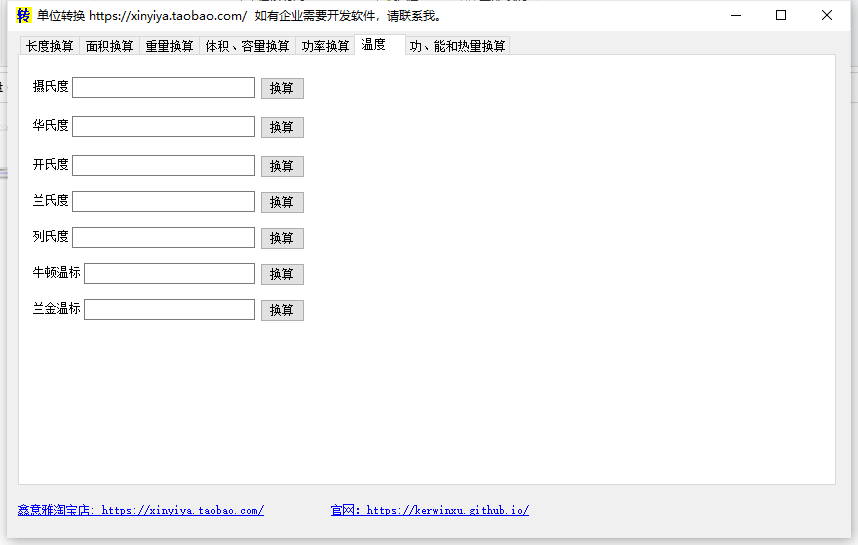 转 单位转换 https://xinyiya.taobao.com/ 如有企业需要开发软件，请联系我。
长度换算 面积换算 重量换算 体积、容量换算 功率换算 温度 功、能和热量换算
摄氏度 换算
华氏度 换算
开氏度 换算
兰氏度 换算
列氏度 换算
牛顿温标 换算
兰金温标 换算
鑫意雅淘宝店: https://xinyiya.taobao.com/ 官网：https://kerwinxu.github.io/